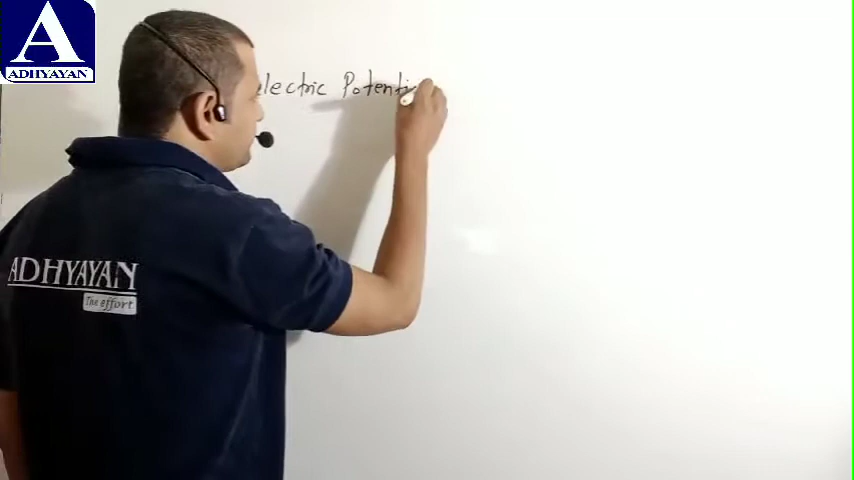 A
ADHYAYAN
electric Potenti
ADHYAYAN
The effort